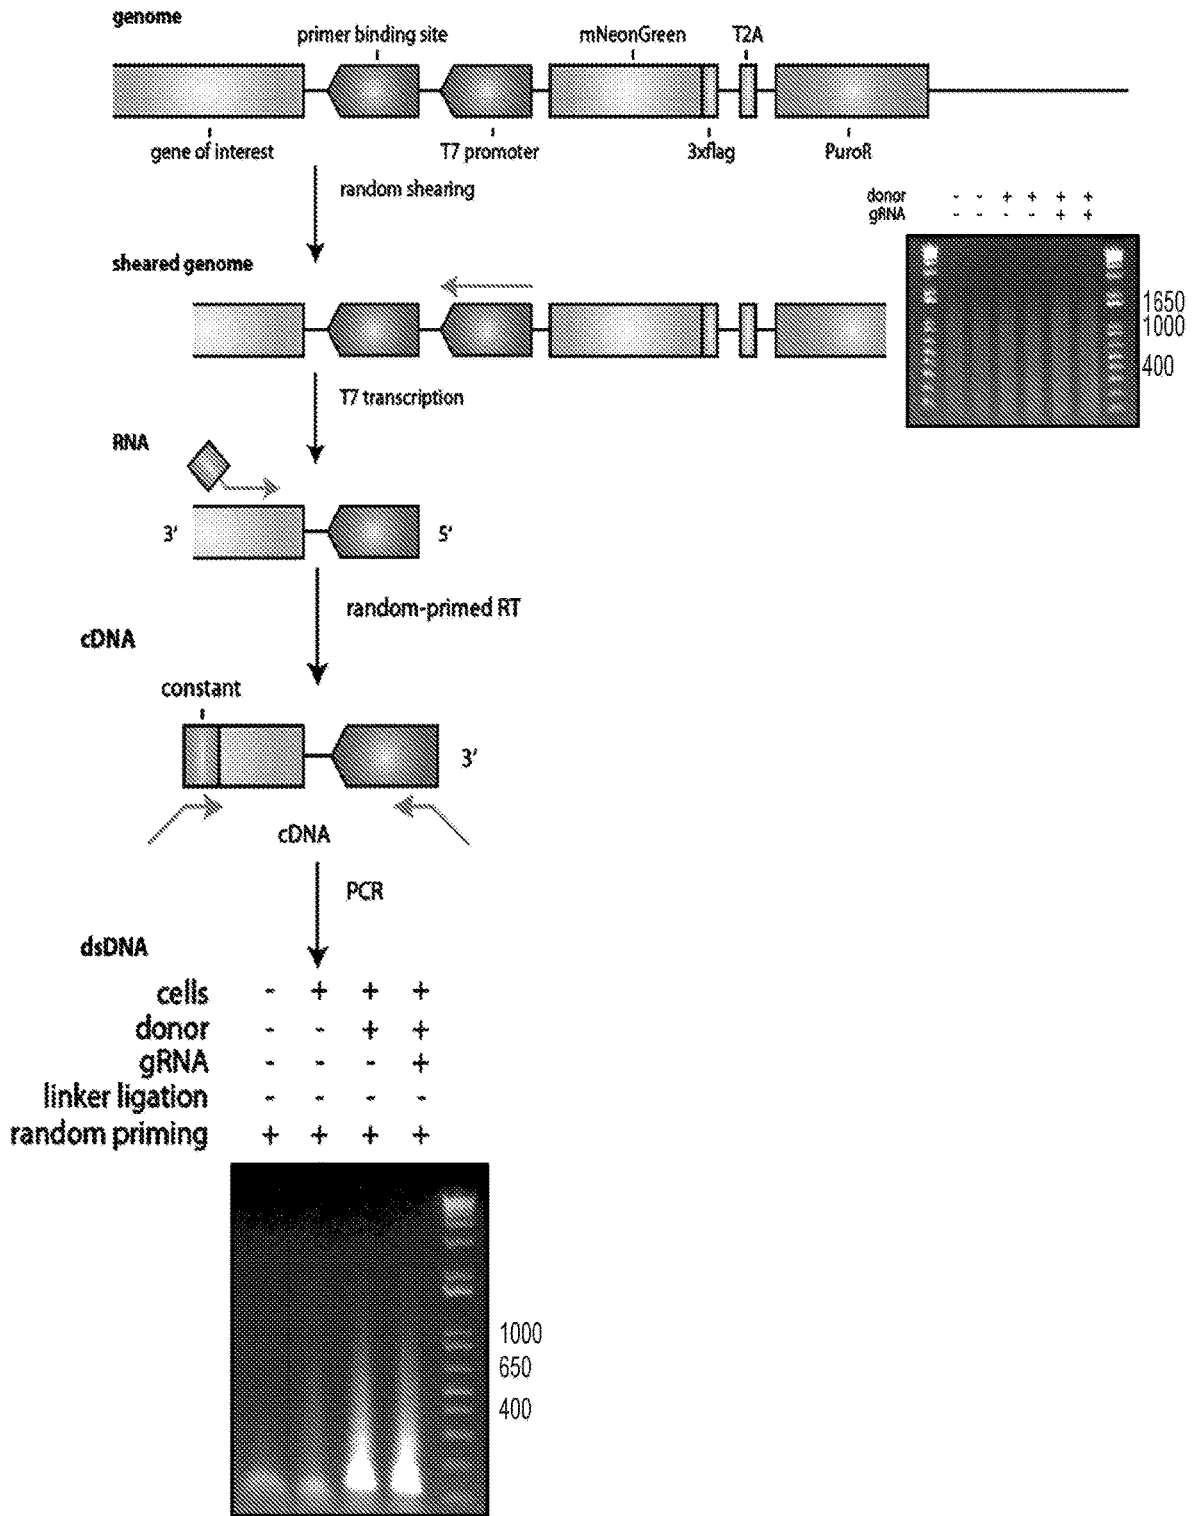 genome
primer binding site mNeonGreen T2A
gene of interest T7 promoter 3xflag PuroR
random shearing
donor - - + + + +
gRNA - - - - + +
sheared genome
1650
1000
400
T7 transcription
RNA
3' 5'
random-primed RT
cDNA
constant
3'
cDNA
PCR
dsDNA
cells - + + +
donor - - + +
gRNA - - - +
linker ligation - - - -
random priming + + + +
1000
650
400